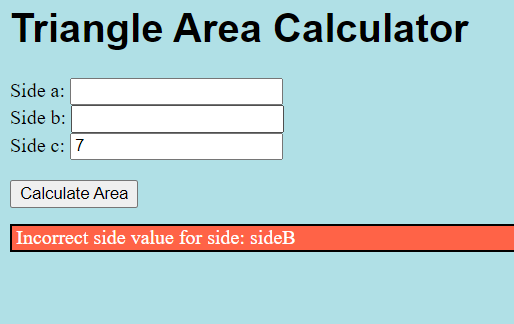 Triangle Area Calculator
Side a:
Side b:
Side c: 7
Calculate Area
Incorrect side value for side: sideB